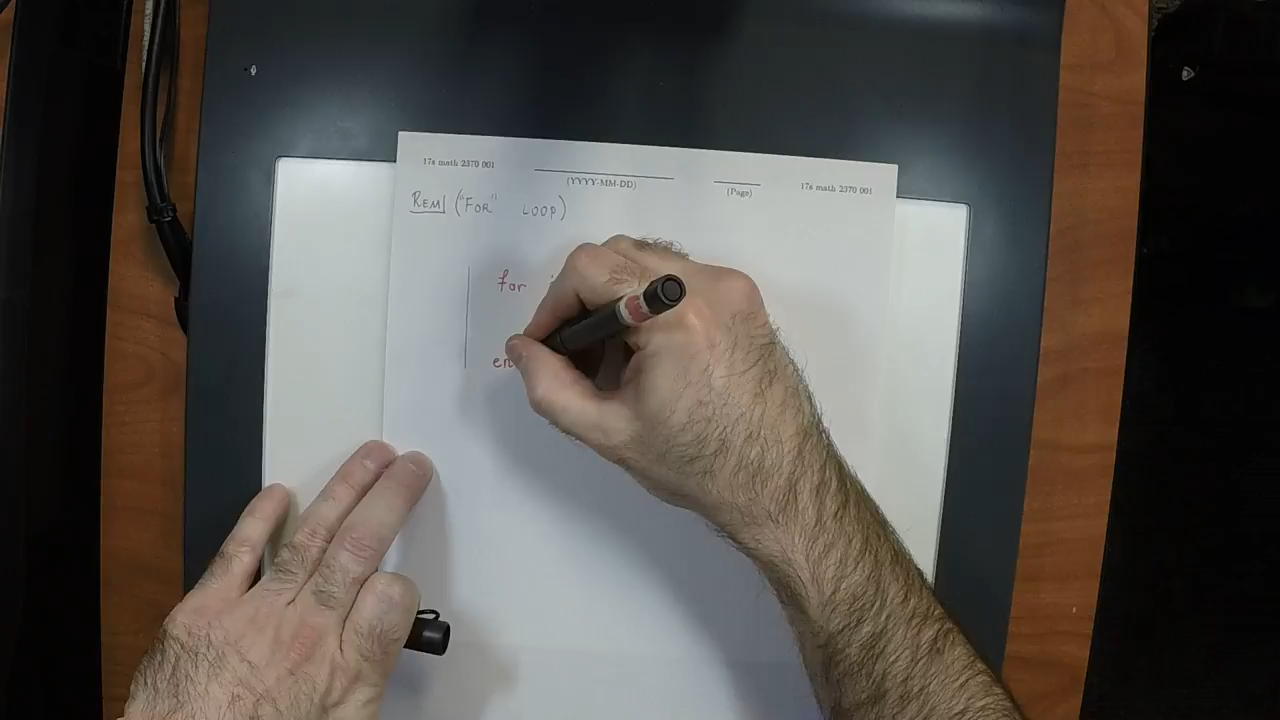 17s math 2370 001 (YYYY-MM-DD) (Page) 17s math 2370 001
REM ("FOR" LOOP)
for